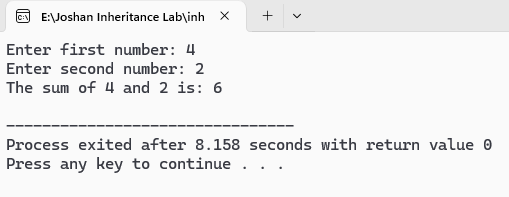 E:\Joshan Inheritance Lab\inh
Enter first number: 4
Enter second number: 2
The sum of 4 and 2 is: 6
--------------------------------
Process exited after 8.158 seconds with return value 0
Press any key to continue . . .